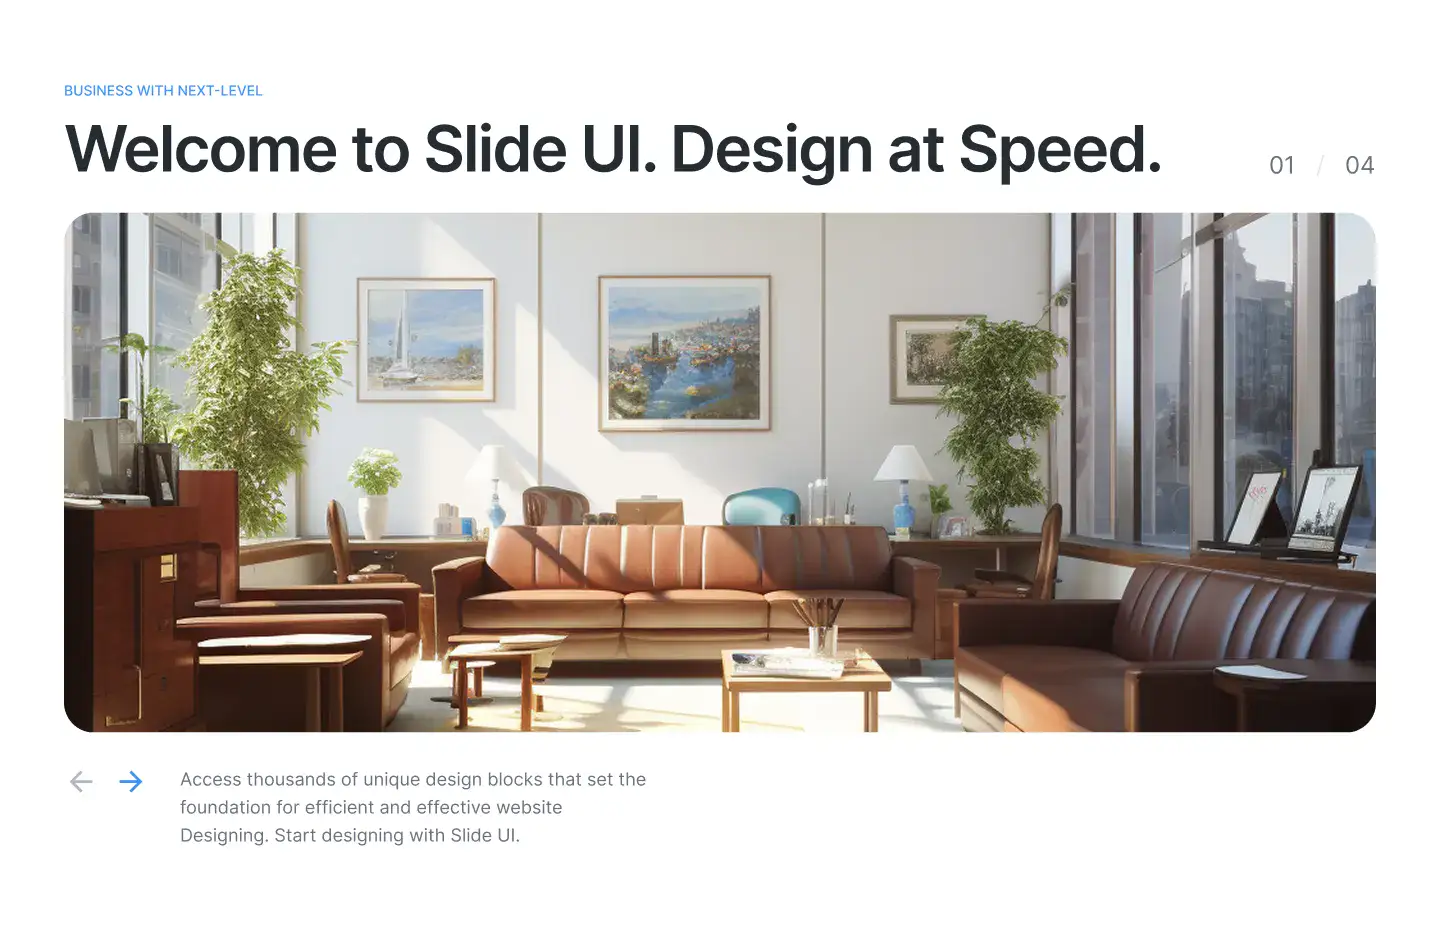 BUSINESS WITH NEXT-LEVEL
Welcome to Slide UI. Design at Speed.
01 / 04
Access thousands of unique design blocks that set the
foundation for efficient and effective website
Designing. Start designing with Slide UI.